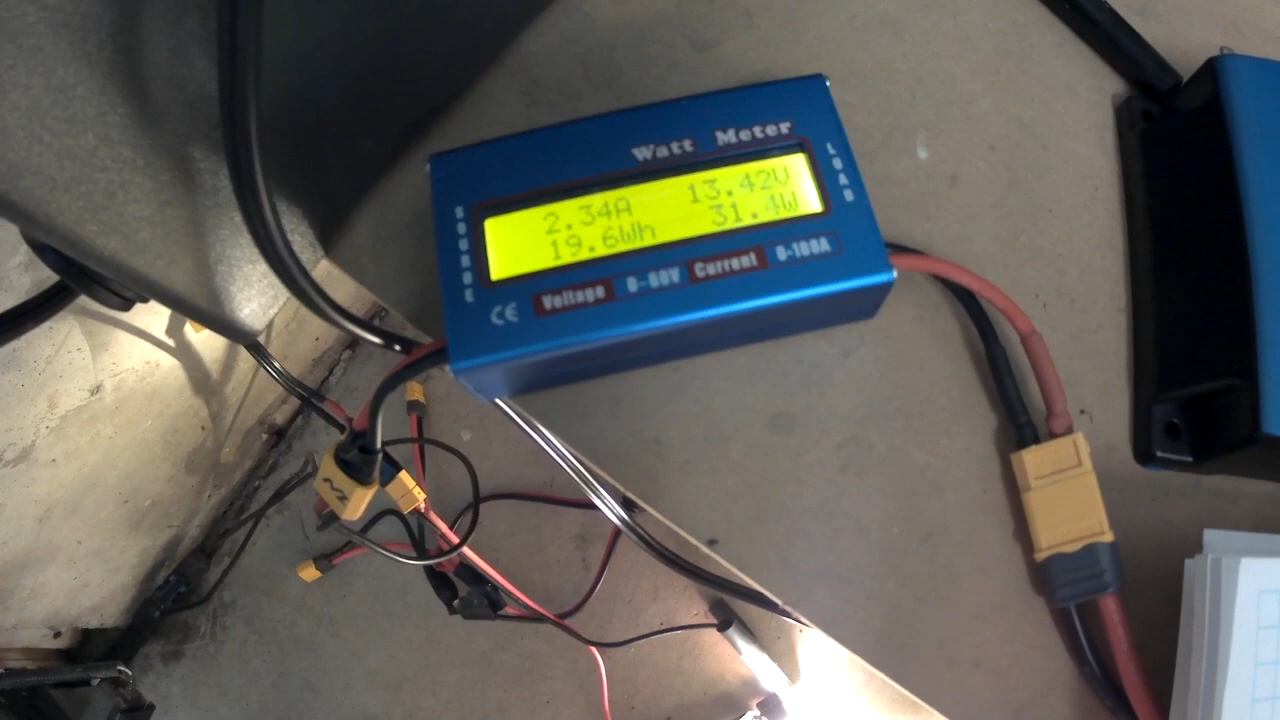 Watt Meter
SOURCE
LOAD
2.34A 13.42V
19.6Wh 31.4W
CE Voltage 0-60V Current 0-100A